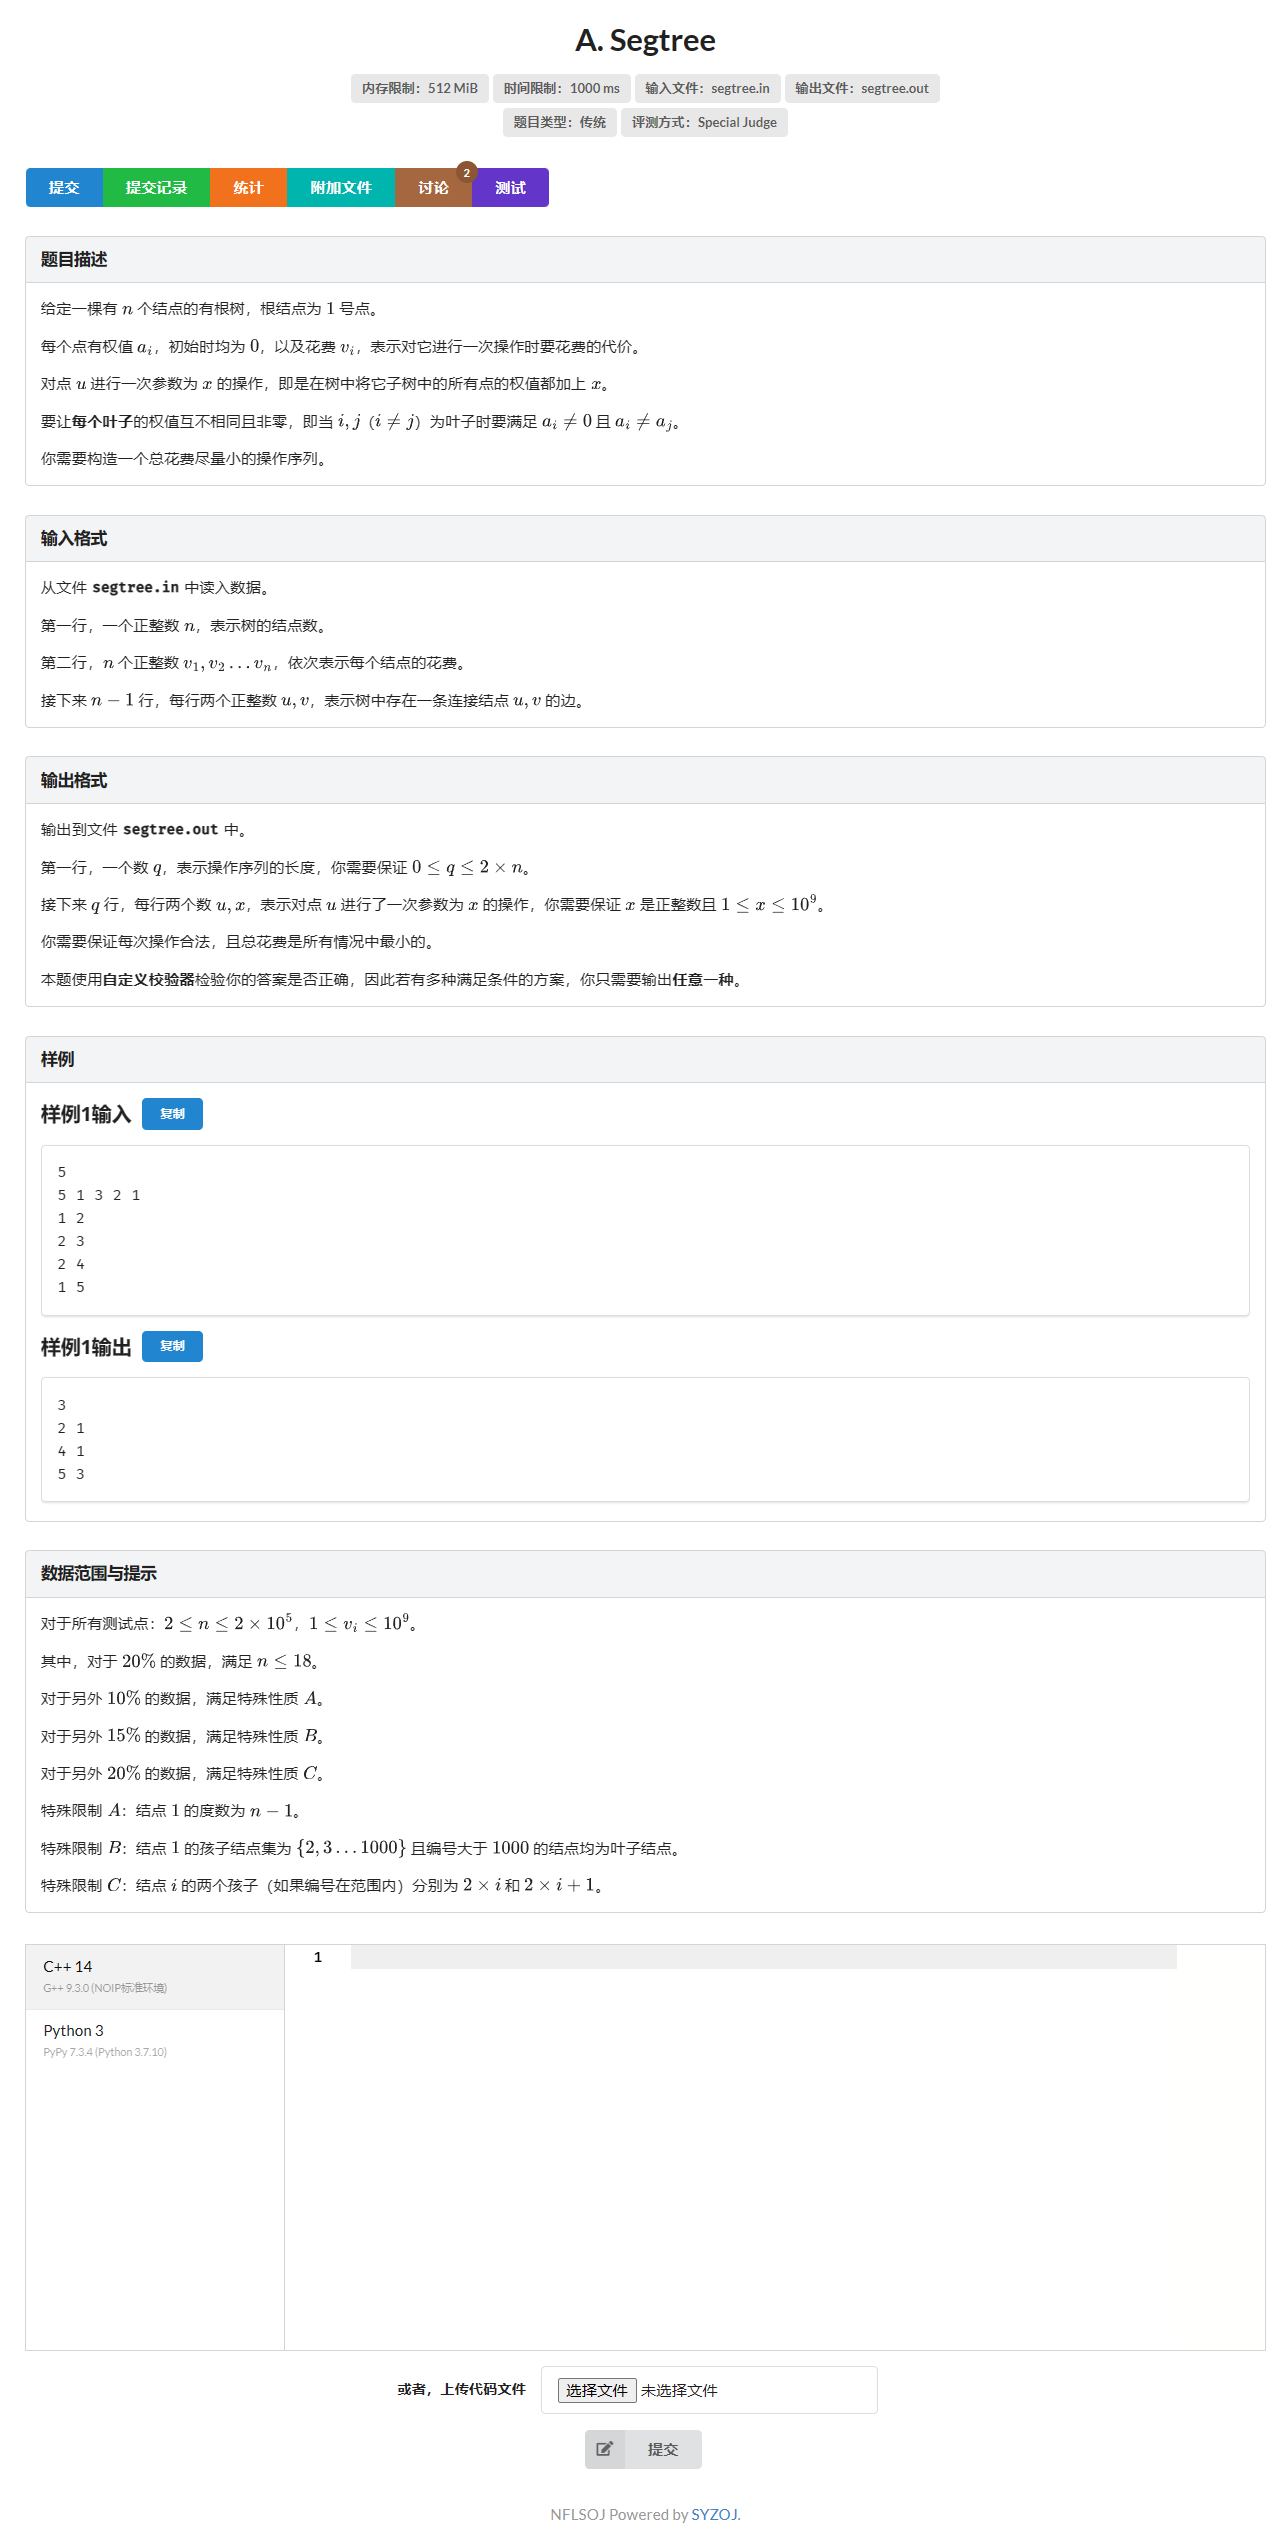 A. Segtree
内存限制：512 MiB 时间限制：1000 ms 输入文件：segtree.in 输出文件：segtree.out
题目类型：传统 评测方式：Special Judge
提交 提交记录 统计 附加文件 讨论 2 测试
题目描述
给定一棵有 n 个结点的有根树，根结点为 1 号点。
每个点有权值 a_i，初始时均为 0，以及花费 v_i，表示对它进行一次操作时要花费的代价。
对点 u 进行一次参数为 x 的操作，即是在树中将它子树中的所有点的权值都加上 x。
要让每个叶子的权值互不相同且非零，即当 i, j（i ≠ j）为叶子时要满足 a_i ≠ 0 且 a_i ≠ a_j。
你需要构造一个总花费尽量小的操作序列。
输入格式
从文件 segtree.in 中读入数据。
第一行，一个正整数 n，表示树的结点数。
第二行，n 个正整数 v_1, v_2 … v_n，依次表示每个结点的花费。
接下来 n − 1 行，每行两个正整数 u, v，表示树中存在一条连接结点 u, v 的边。
输出格式
输出到文件 segtree.out 中。
第一行，一个数 q，表示操作序列的长度，你需要保证 0 ≤ q ≤ 2 × n。
接下来 q 行，每行两个数 u, x，表示对点 u 进行了一次参数为 x 的操作，你需要保证 x 是正整数且 1 ≤ x ≤ 10^9。
你需要保证每次操作合法，且总花费是所有情况中最小的。
本题使用自定义校验器检验你的答案是否正确，因此若有多种满足条件的方案，你只需要输出任意一种。
样例
样例1输入 复制
5
5 1 3 2 1
1 2
2 3
2 4
1 5
样例1输出 复制
3
2 1
4 1
5 3
数据范围与提示
对于所有测试点：2 ≤ n ≤ 2 × 10^5，1 ≤ v_i ≤ 10^9。
其中，对于 20% 的数据，满足 n ≤ 18。
对于另外 10% 的数据，满足特殊性质 A。
对于另外 15% 的数据，满足特殊性质 B。
对于另外 20% 的数据，满足特殊性质 C。
特殊限制 A：结点 1 的度数为 n − 1。
特殊限制 B：结点 1 的孩子结点集为 {2, 3 … 1000} 且编号大于 1000 的结点均为叶子结点。
特殊限制 C：结点 i 的两个孩子（如果编号在范围内）分别为 2 × i 和 2 × i + 1。
C++ 14
G++ 9.3.0 (NOIP标准环境)
Python 3
PyPy 7.3.4 (Python 3.7.10)
1
或者，上传代码文件 选择文件 未选择文件
提交
NFLSOJ Powered by SYZOJ.